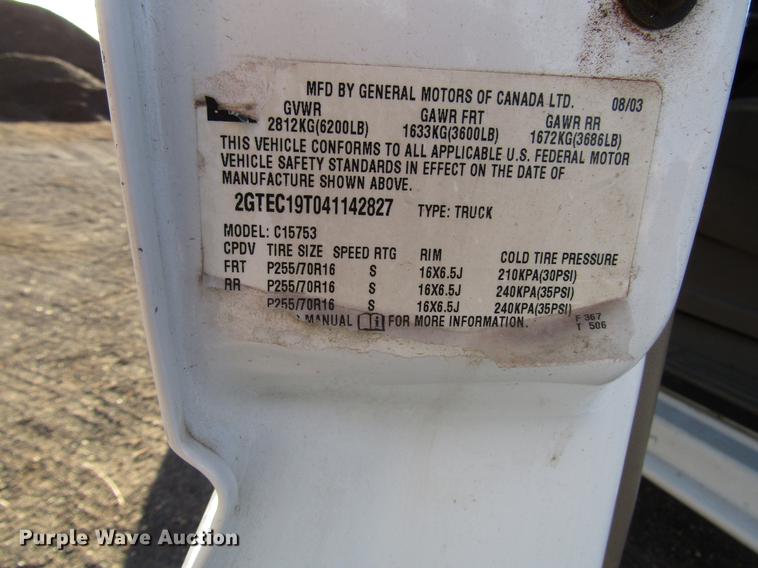 MFD BY GENERAL MOTORS OF CANADA LTD. 08/03
GVWR GAWR FRT GAWR RR
2812KG(6200LB) 1633KG(3600LB) 1672KG(3686LB)
THIS VEHICLE CONFORMS TO ALL APPLICABLE U.S. FEDERAL MOTOR
VEHICLE SAFETY STANDARDS IN EFFECT ON THE DATE OF
MANUFACTURE SHOWN ABOVE.
2GTEC19T041142827 TYPE: TRUCK
MODEL: C15753
CPDV TIRE SIZE SPEED RTG RIM COLD TIRE PRESSURE
FRT P255/70R16 S 16X6.5J 210KPA(30PSI)
RR P255/70R16 S 16X6.5J 240KPA(35PSI)
P255/70R16 S 16X6.5J 240KPA(35PSI)
MANUAL FOR MORE INFORMATION. F 367
T 506
Purple Wave Auction